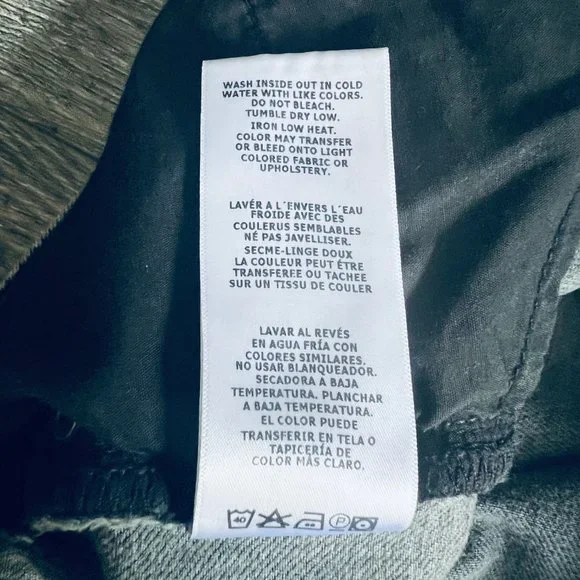 WASH INSIDE OUT IN COLD
WATER WITH LIKE COLORS.
DO NOT BLEACH.
TUMBLE DRY LOW.
IRON LOW HEAT.
COLOR MAY TRANSFER
OR BLEED ONTO LIGHT
COLORED FABRIC OR
UPHOLSTERY.
LAVÉR A L´ENVERS L´EAU
FROIDE AVEC DES
COULERUS SEMBLABLES
NÉ PAS JAVELLISER.
SECME-LINGE DOUX
LA COULEUR PEUT ÉTRE
TRANSFERÉE OU TACHEE
SUR UN TISSU DE COULER
LAVAR AL REVÉS
EN AGUA FRÍA CON
COLORES SIMILARES.
NO USAR BLANQUEADOR.
SECADORA A BAJA
TEMPERATURA. PLANCHAR
A BAJA TEMPERATURA.
EL COLOR PUEDE
TRANSFERIR EN TELA O
TAPICERÍA DE
COLOR MÁS CLARO.
40 P